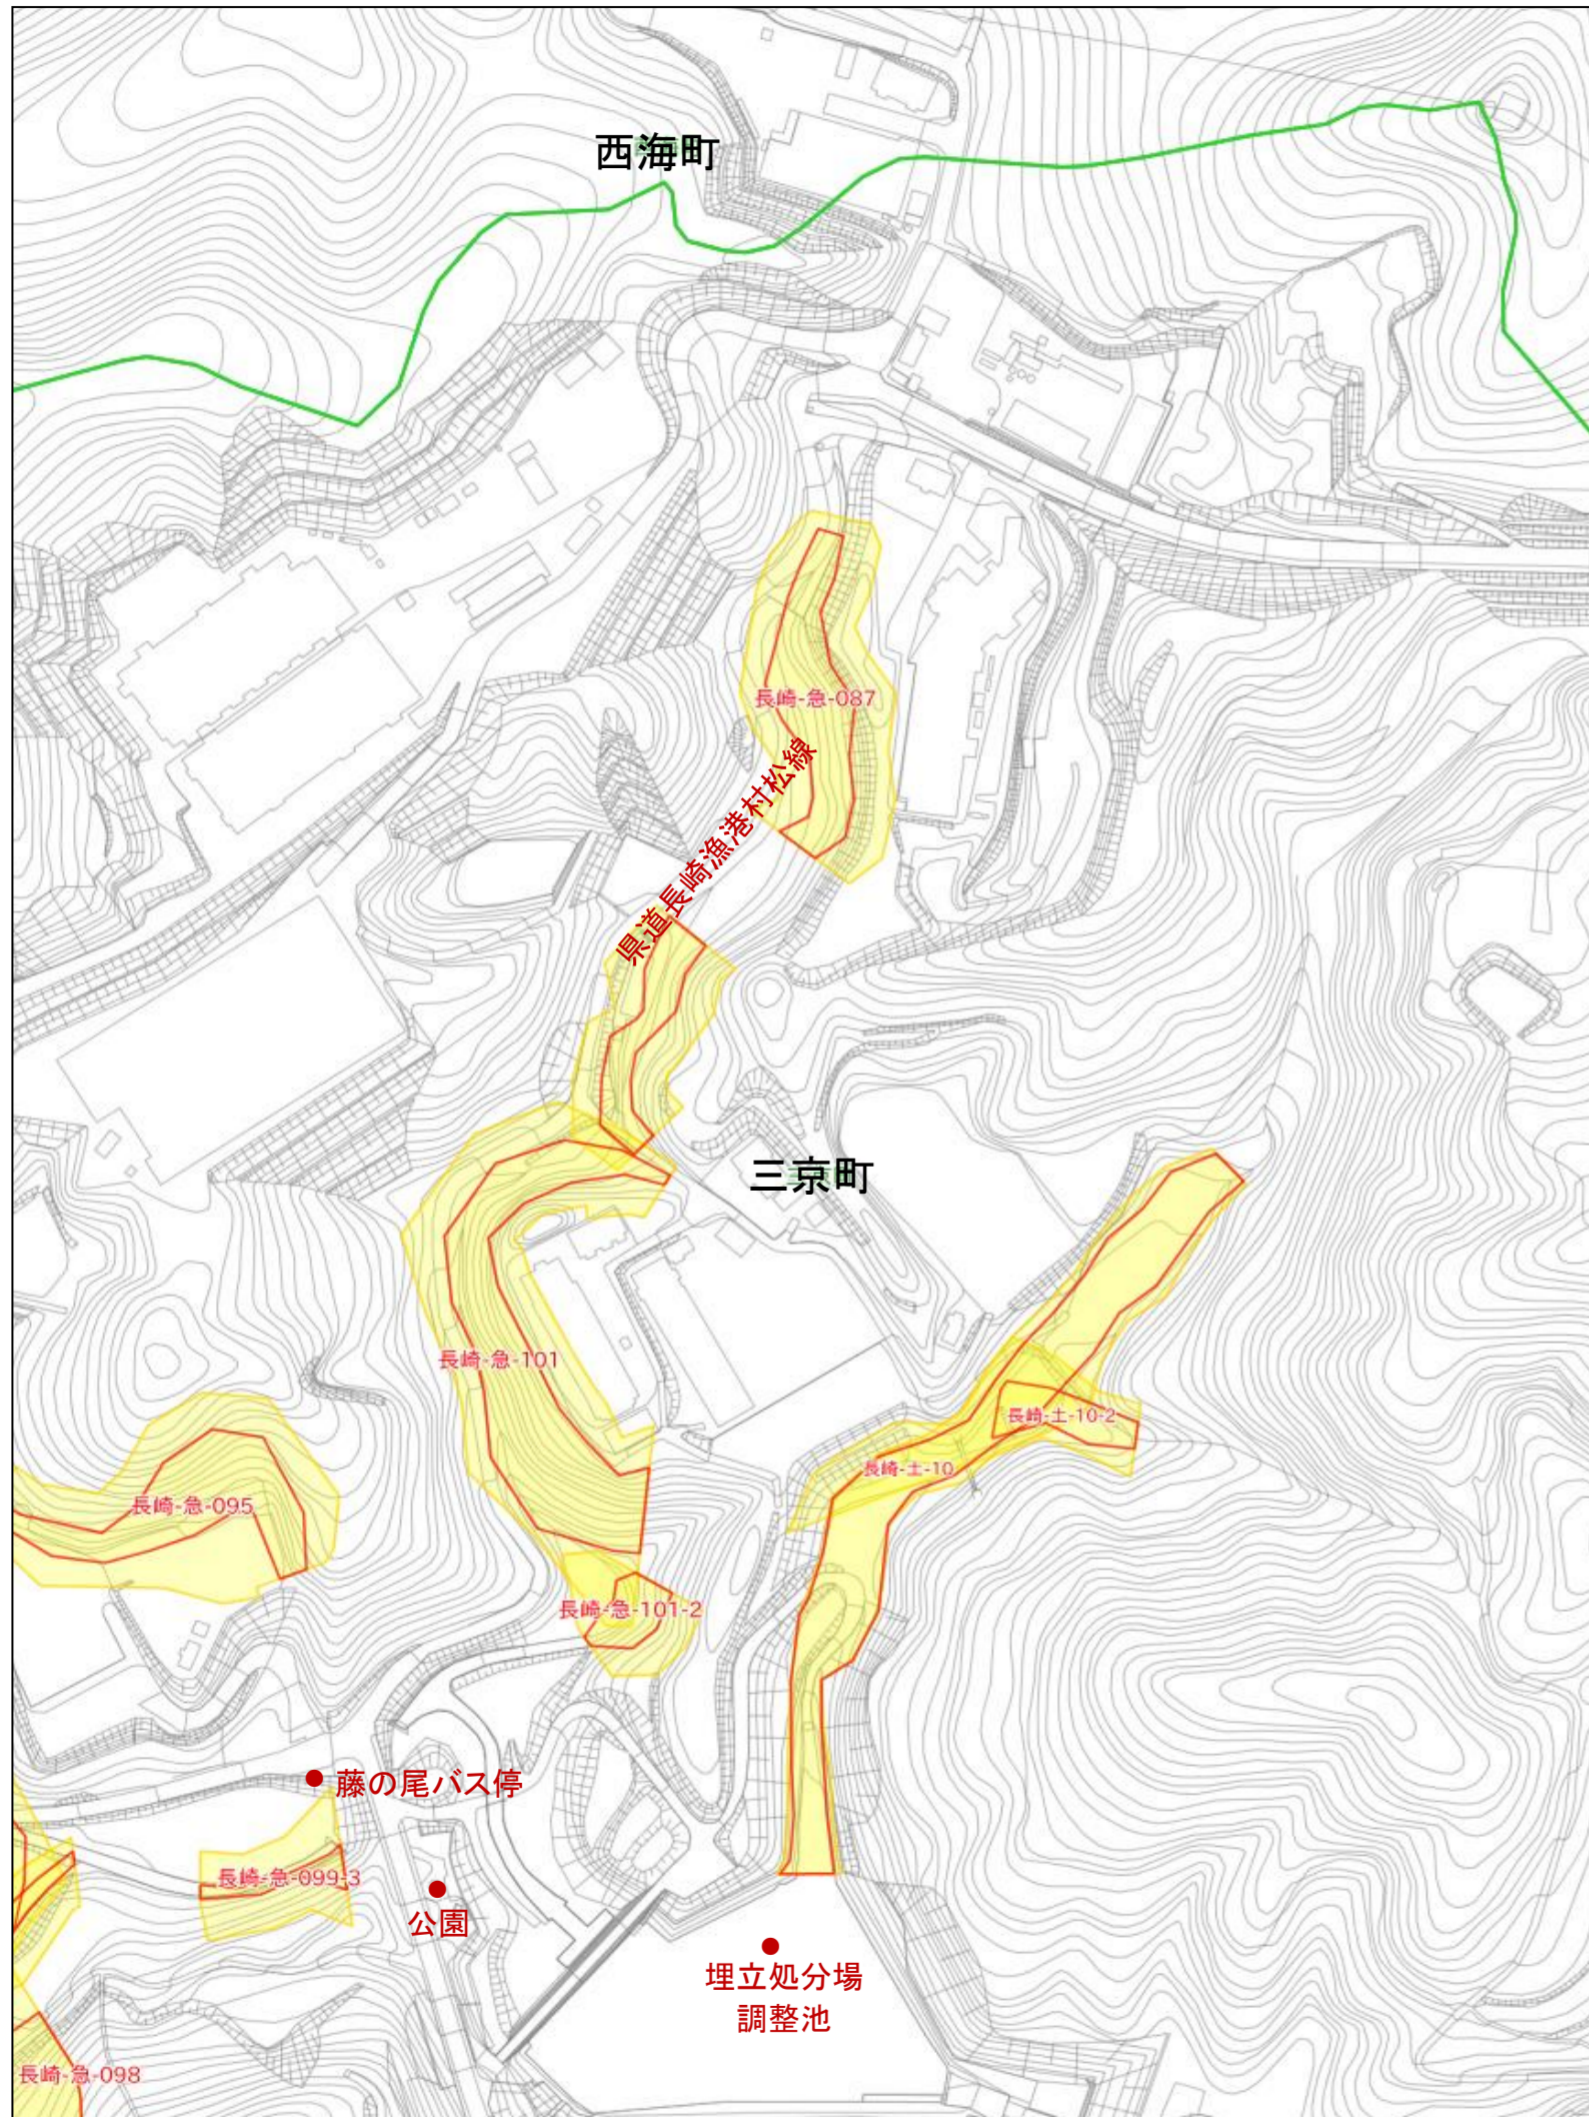 西海町
長崎-急-087
県道長崎漁港村松線
三京町
長崎-急-101
長崎-土-10-2
長崎-土-10
長崎-急-095
長崎-急-101-2
藤の尾バス停
長崎-急-099-3
公園
埋立処分場
調整池
長崎-急-098